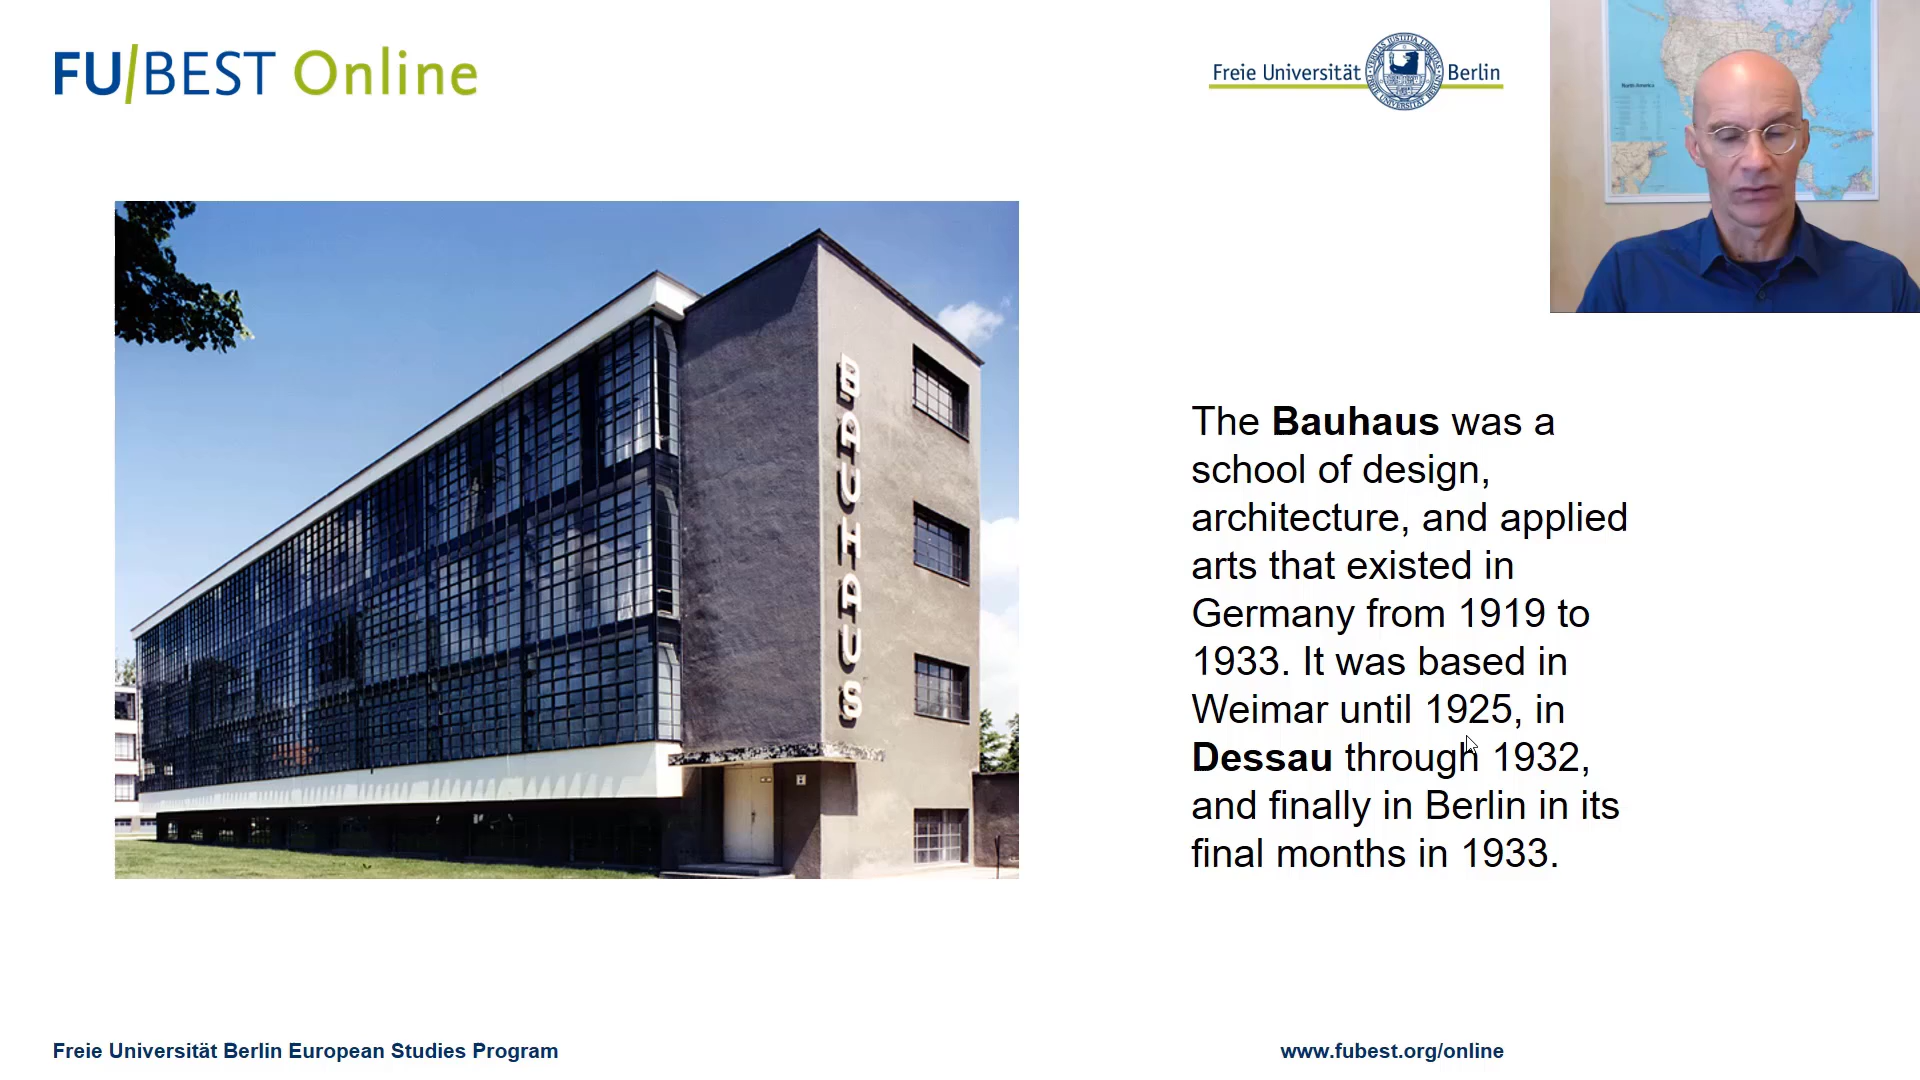 FU/BEST Online
Freie Universität Berlin
North America
BAUHAUS
The Bauhaus was a
school of design,
architecture, and applied
arts that existed in
Germany from 1919 to
1933. It was based in
Weimar until 1925, in
Dessau through 1932,
and finally in Berlin in its
final months in 1933.
Freie Universität Berlin European Studies Program
www.fubest.org/online